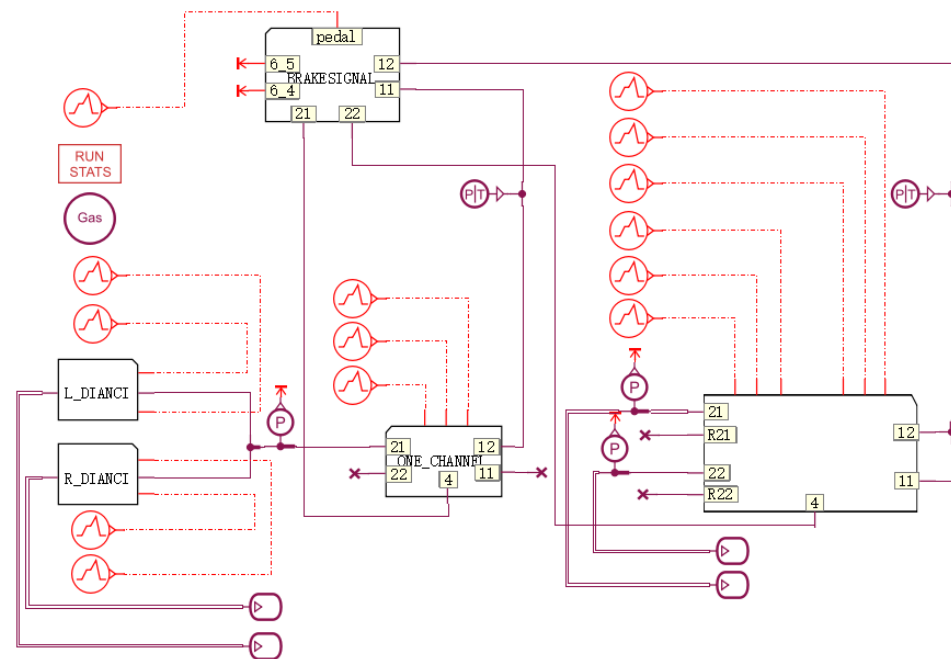 pedal
6_5
12
BRAKESIGNAL
6_4
11
21
22
RUN
STATS
P|T
P|T
Gas
L_DIANCI
P
P
P
21
R21
12
21
12
ONE_CHANNEL
22
11
22
R_DIANCI
4
R22
11
4